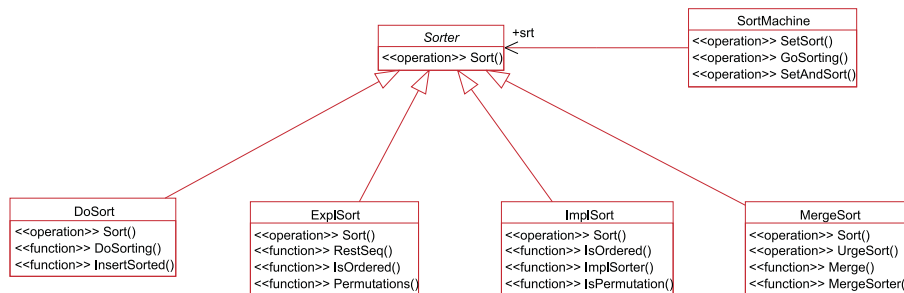 Sorter
<<operation>> Sort()
+srt
SortMachine
<<operation>> SetSort()
<<operation>> GoSorting()
<<operation>> SetAndSort()
DoSort
<<operation>> Sort()
<<function>> DoSorting()
<<function>> InsertSorted()
ExplSort
<<operation>> Sort()
<<function>> RestSeq()
<<function>> IsOrdered()
<<function>> Permutations()
ImplSort
<<operation>> Sort()
<<function>> IsOrdered()
<<function>> ImplSorter()
<<function>> IsPermutation()
MergeSort
<<operation>> Sort()
<<operation>> UrgeSort()
<<function>> Merge()
<<function>> MergeSorter()